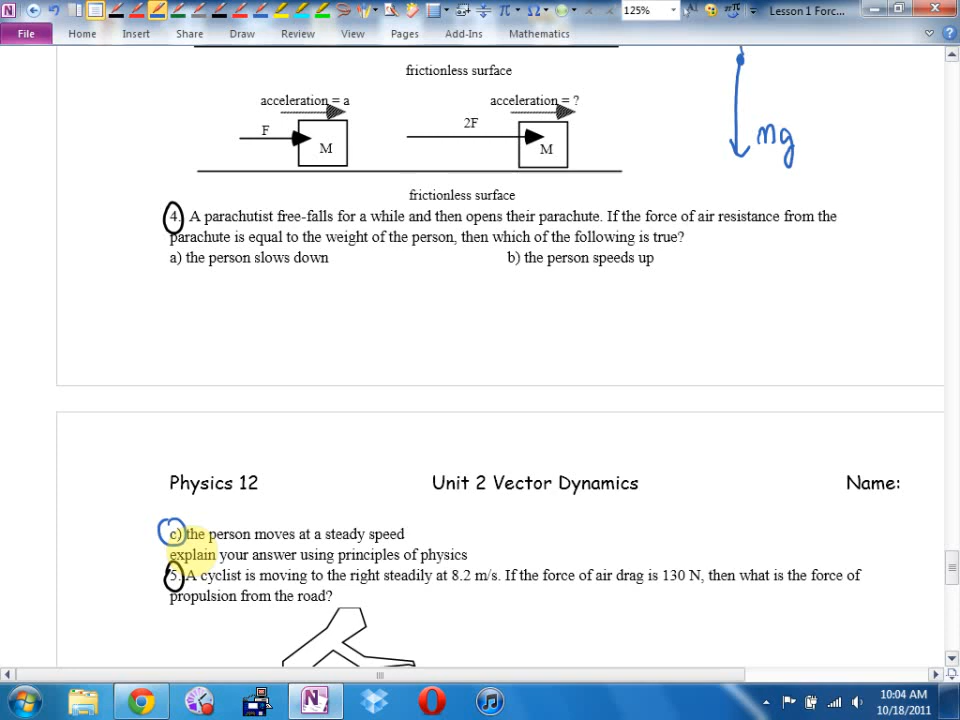 125%
Lesson 1 Forc...
File Home Insert Share Draw Review View Pages Add-Ins Mathematics
frictionless surface
acceleration = a acceleration = ?
F 2F
M M
mg
frictionless surface
4. A parachutist free-falls for a while and then opens their parachute. If the force of air resistance from the
parachute is equal to the weight of the person, then which of the following is true?
a) the person slows down b) the person speeds up
Physics 12 Unit 2 Vector Dynamics Name:
c) the person moves at a steady speed
explain your answer using principles of physics
5. A cyclist is moving to the right steadily at 8.2 m/s. If the force of air drag is 130 N, then what is the force of
propulsion from the road?
10:04 AM
10/18/2011